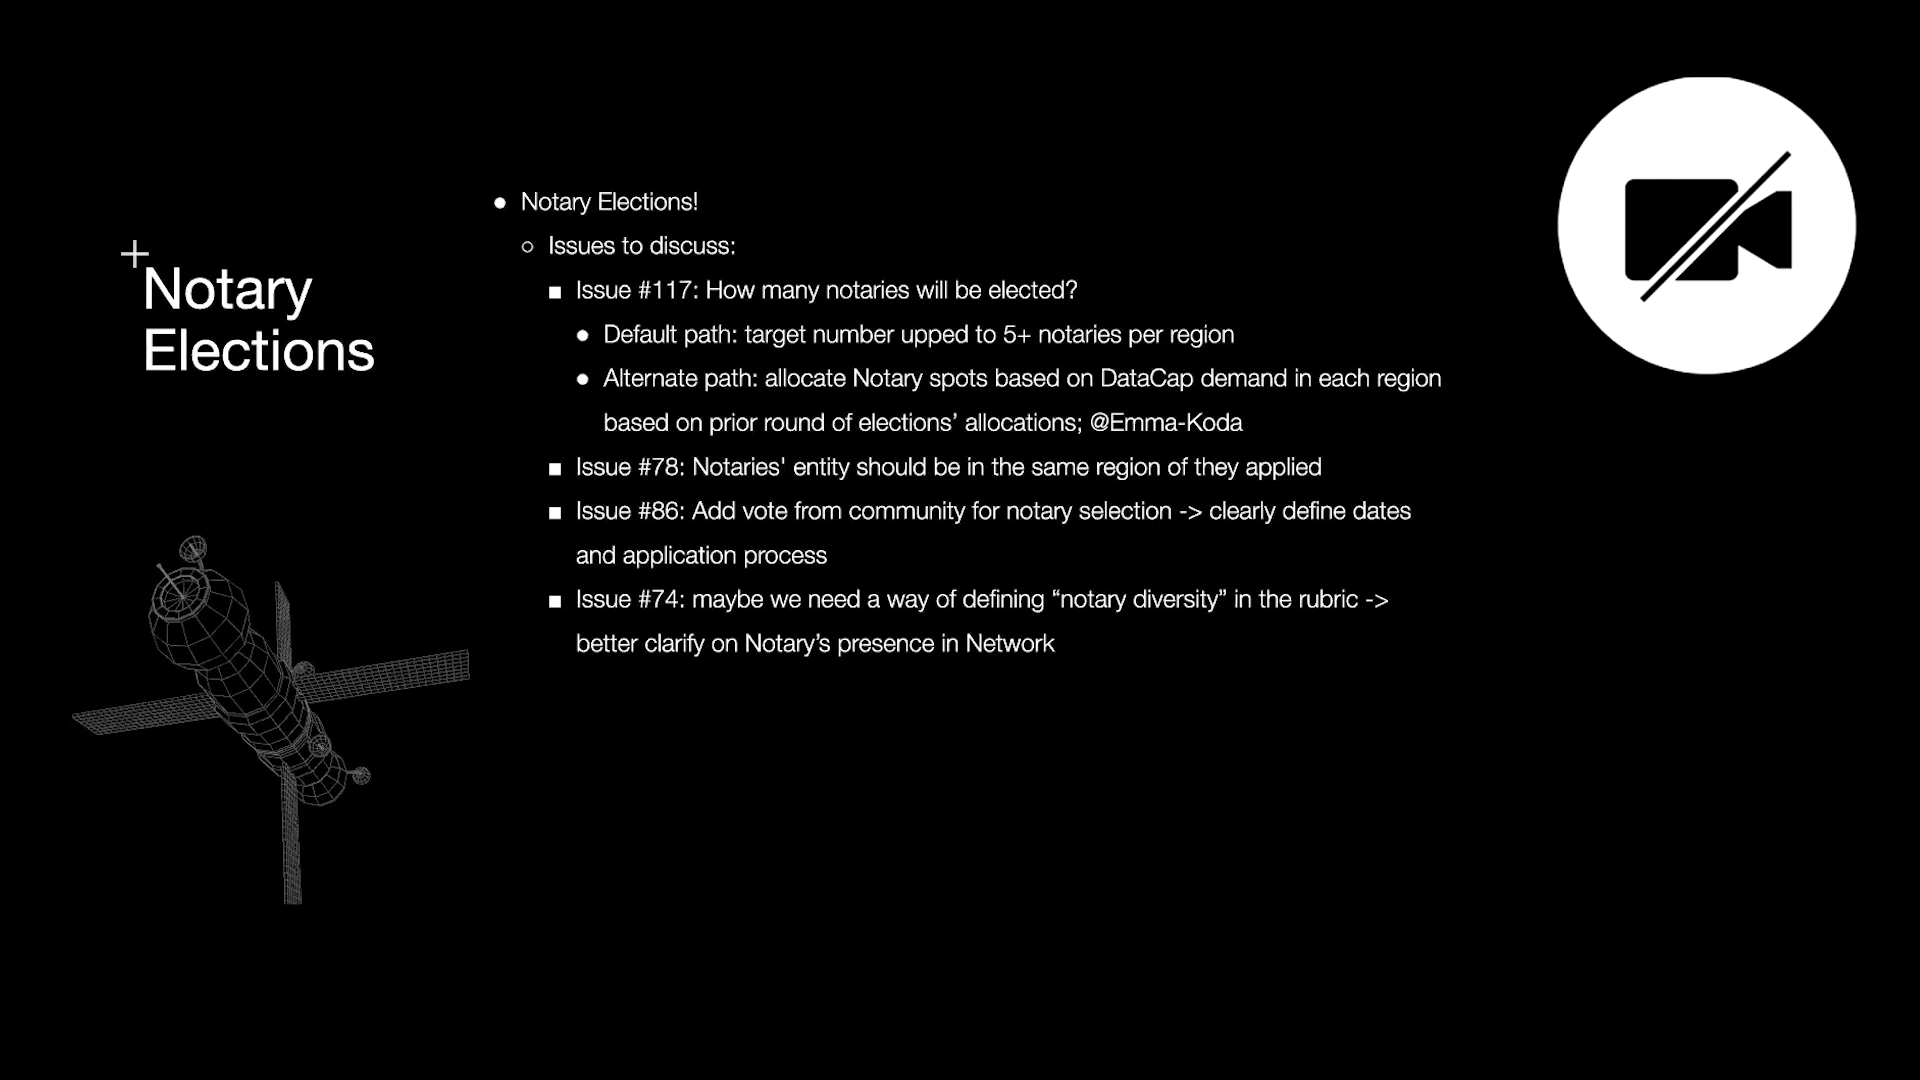 Notary
Elections
● Notary Elections!
○ Issues to discuss:
■ Issue #117: How many notaries will be elected?
● Default path: target number upped to 5+ notaries per region
● Alternate path: allocate Notary spots based on DataCap demand in each region
based on prior round of elections’ allocations; @Emma-Koda
■ Issue #78: Notaries' entity should be in the same region of they applied
■ Issue #86: Add vote from community for notary selection -> clearly define dates
and application process
■ Issue #74: maybe we need a way of defining “notary diversity” in the rubric ->
better clarify on Notary’s presence in Network